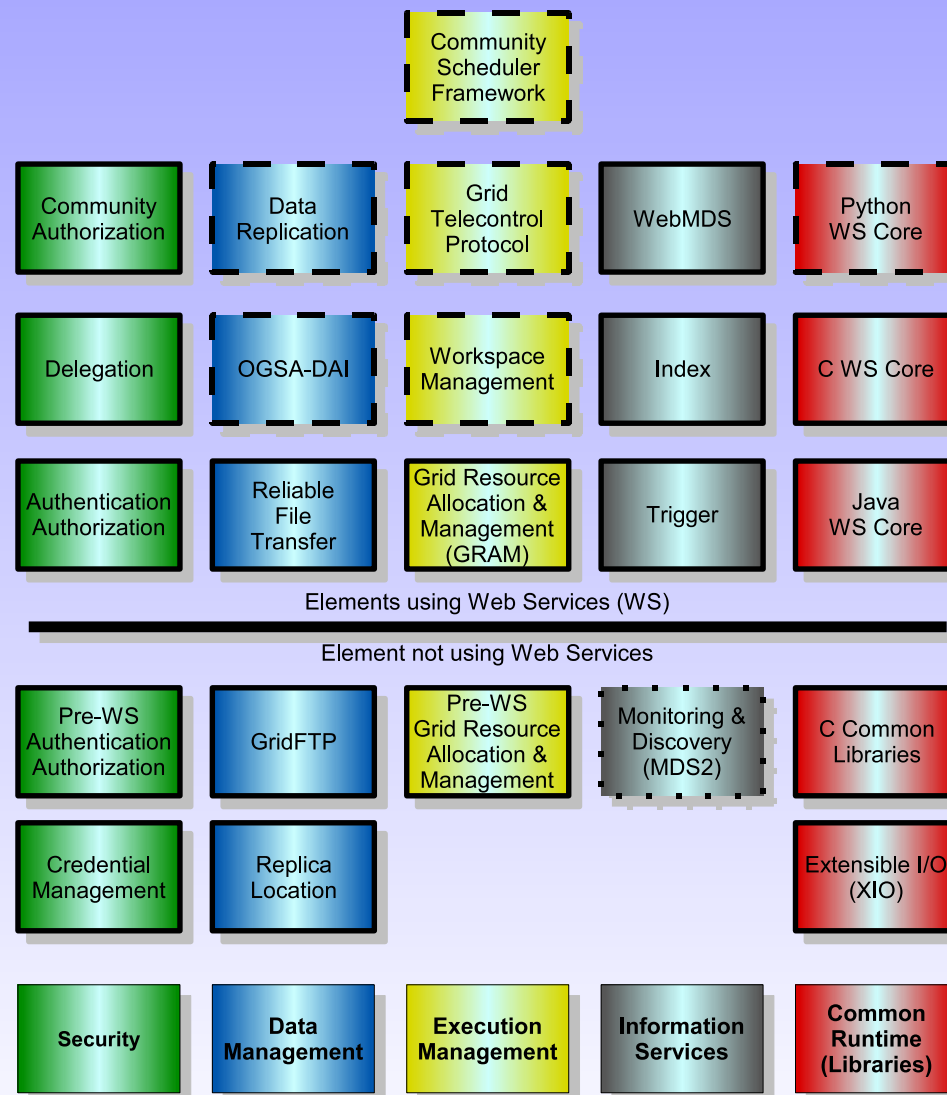 Community
Scheduler
Framework
Community
Authorization
Data
Replication
Grid
Telecontrol
Protocol
WebMDS
Python
WS Core
Delegation
OGSA-DAI
Workspace
Management
Index
C WS Core
Authentication
Authorization
Reliable
File
Transfer
Grid Resource
Allocation &
Management
(GRAM)
Trigger
Java
WS Core
Elements using Web Services (WS)
Element not using Web Services
Pre-WS
Authentication
Authorization
GridFTP
Pre-WS
Grid Resource
Allocation &
Management
Monitoring &
Discovery
(MDS2)
C Common
Libraries
Credential
Management
Replica
Location
Extensible I/O
(XIO)
Security
Data
Management
Execution
Management
Information
Services
Common
Runtime
(Libraries)